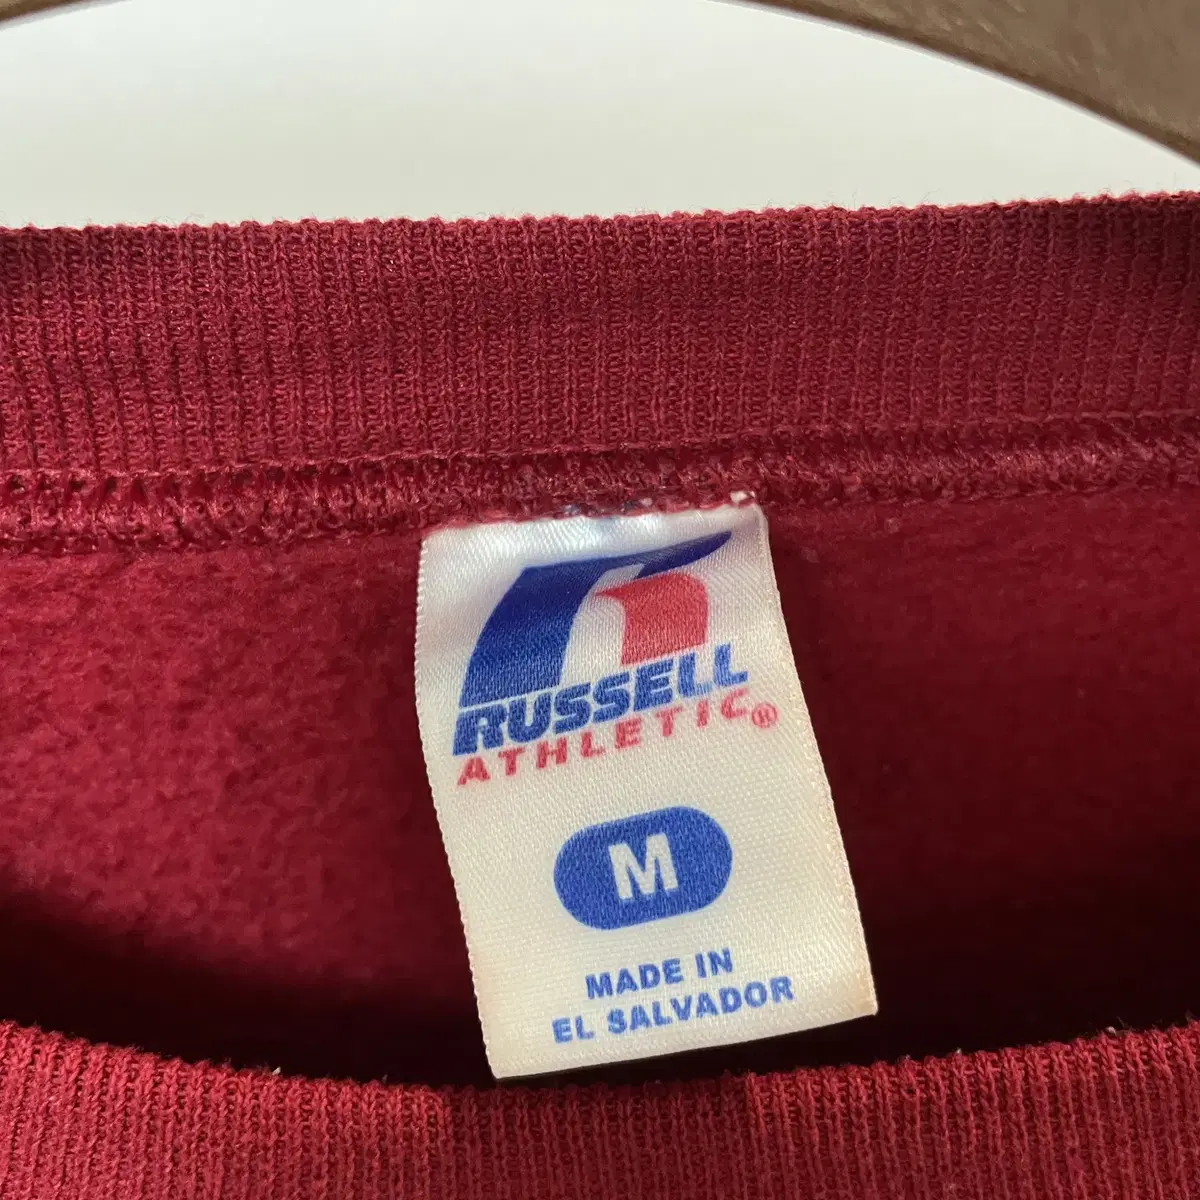 RUSSELL
ATHLETIC®
M
MADE IN
EL SALVADOR